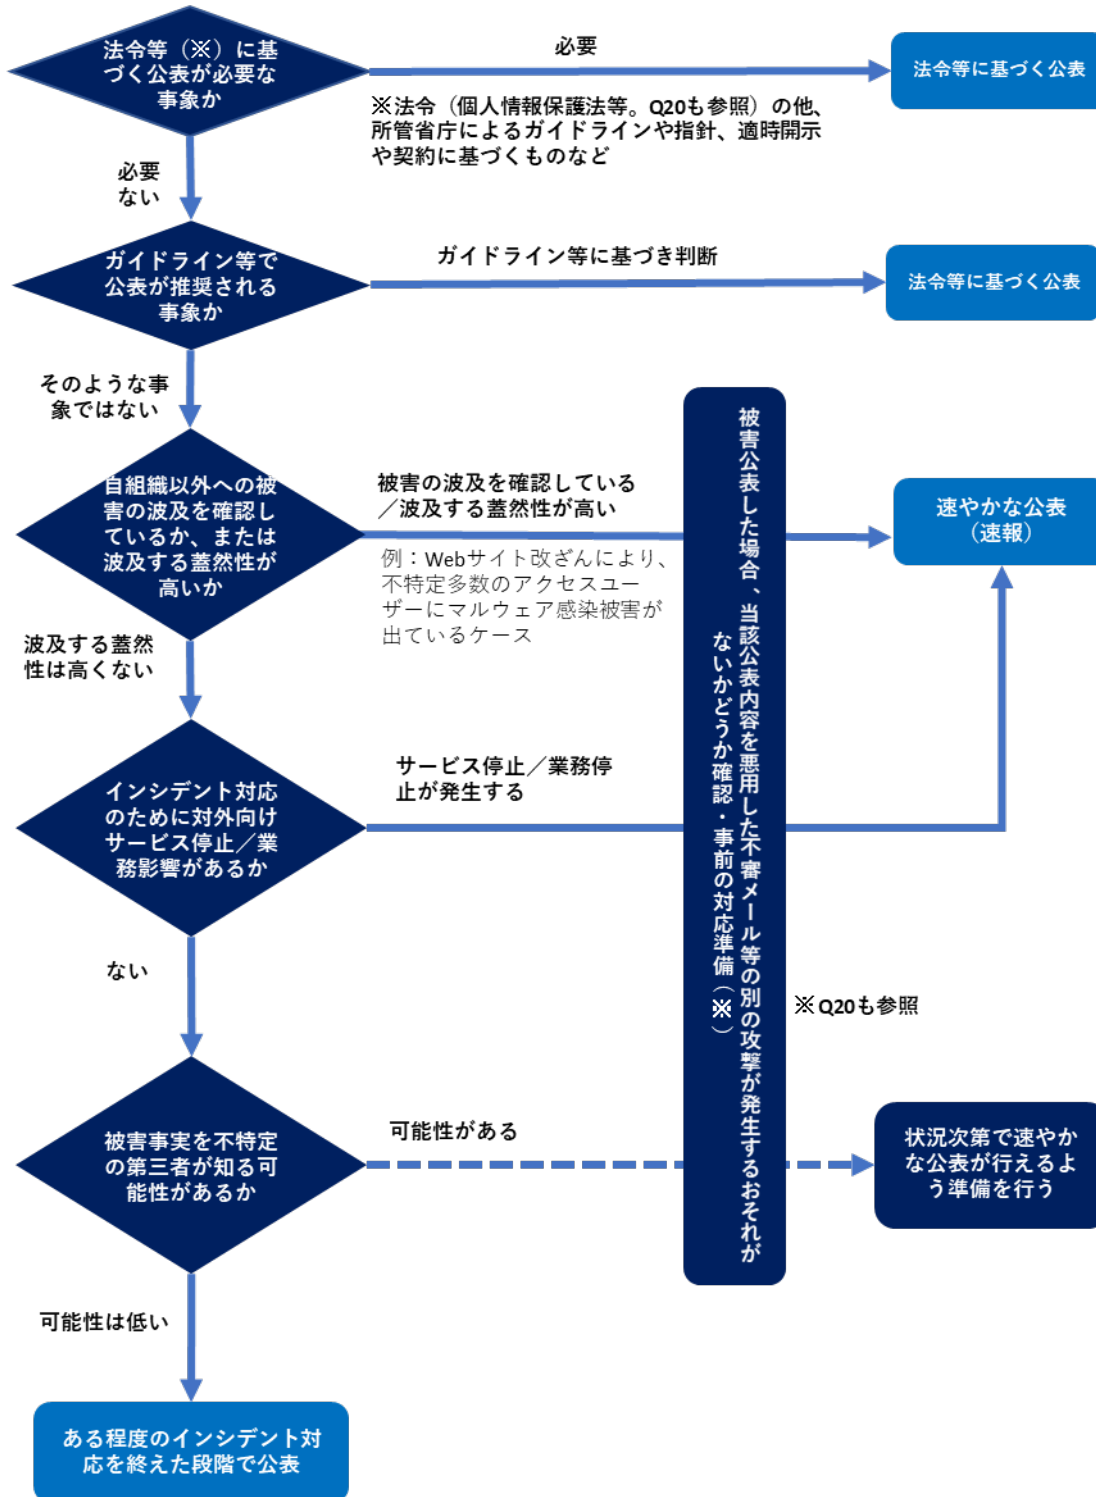 法令等（※）に基
づく公表が必要な
事象か
必要
法令等に基づく公表
※法令（個人情報保護法等。Q20も参照）の他、
所管省庁によるガイドラインや指針、適時開示
や契約に基づくものなど
必要
ない
ガイドライン等で
公表が推奨される
事象か
ガイドライン等に基づき判断
法令等に基づく公表
そのような事
象ではない
自組織以外への被
害の波及を確認し
ているか、または
波及する蓋然性が
高いか
被害の波及を確認している
／波及する蓋然性が高い
例：Webサイト改ざんにより、
不特定多数のアクセスユー
ザーにマルウェア感染被害が
出ているケース
速やかな公表
（速報）
被害公表した場合、当該公表内容を悪用した不審メール等の別の攻撃が発生するおそれが
ないかどうか確認・事前の対応準備（※）
波及する蓋然
性は高くない
インシデント対応
のために対外向け
サービス停止／業
務影響があるか
サービス停止／業務停
止が発生する
ない
※Q20も参照
被害事実を不特定
の第三者が知る可
能性があるか
可能性がある
状況次第で速やか
な公表が行えるよ
う準備を行う
可能性は低い
ある程度のインシデント対
応を終えた段階で公表